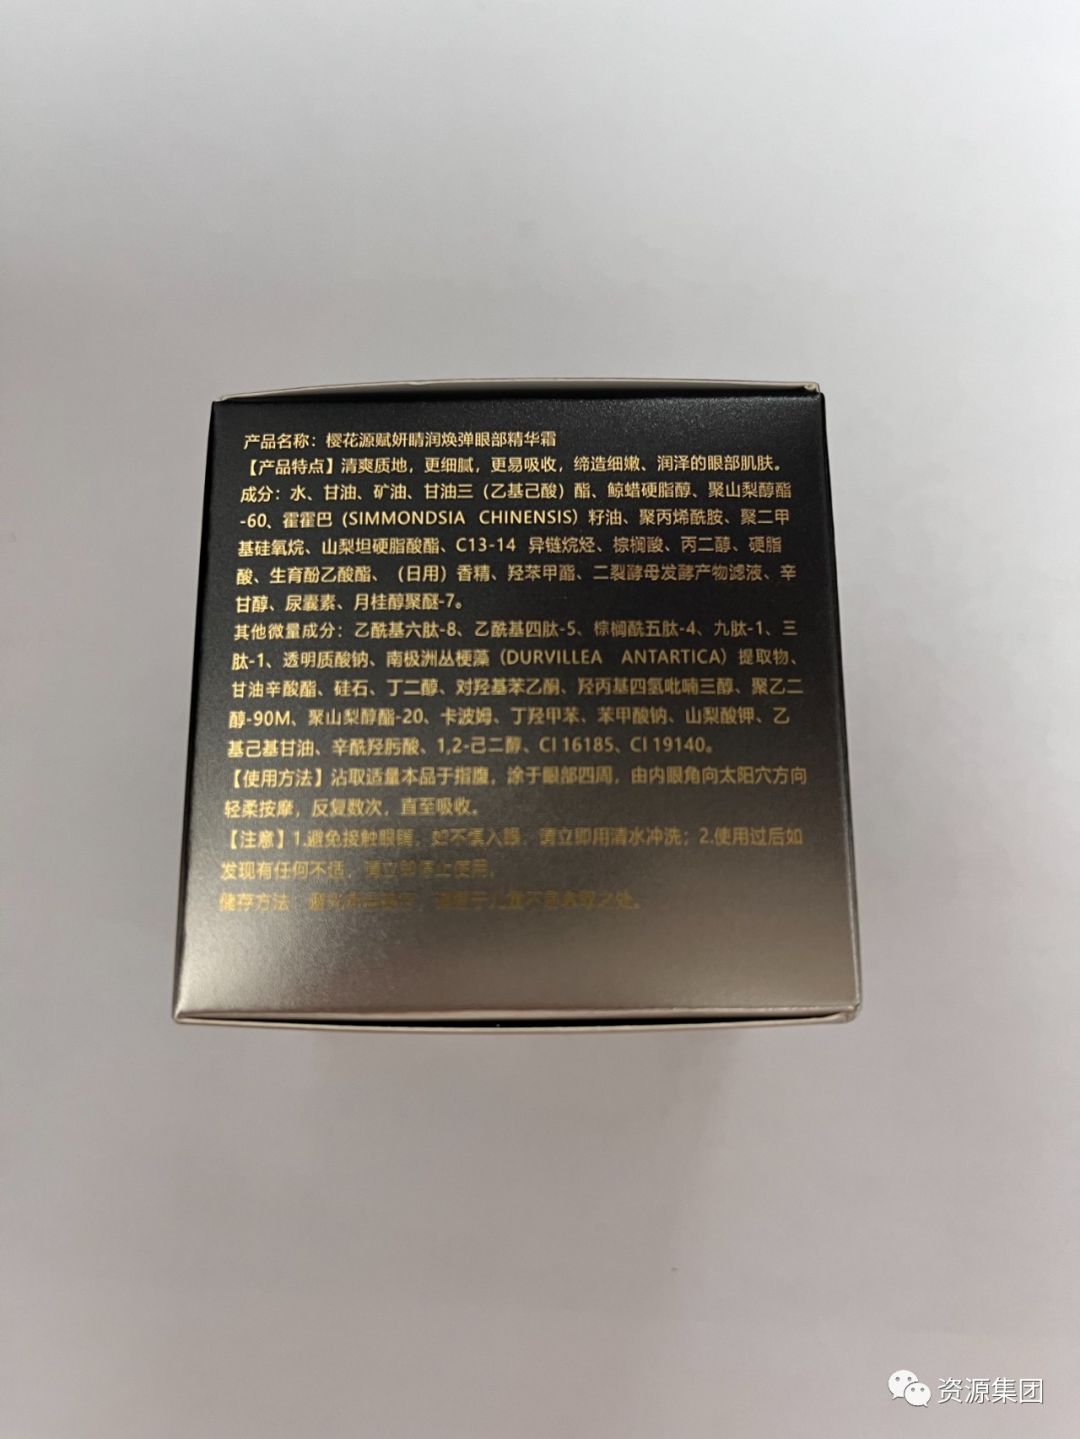 产品名称：樱花源赋妍睛润焕弹眼部精华霜
【产品特点】清爽质地，更细腻，更易吸收，缔造细嫩、润泽的眼部肌肤。
成分：水、甘油、矿油、甘油三（乙基己酸）酯、鲸蜡硬脂醇、聚山梨醇酯
-60、霍霍巴（SIMMONDSIA CHINENSIS）籽油、聚丙烯酰胺、聚二甲
基硅氧烷、山梨坦硬脂酸酯、C13-14 异链烷烃、棕榈酸、丙二醇、硬脂
酸、生育酚乙酸酯、（日用）香精、羟苯甲酯、二裂酵母发酵产物滤液、辛
甘醇、尿囊素、月桂醇聚醚-7。
其他微量成分：乙酰基六肽-8、乙酰基四肽-5、棕榈酰五肽-4、九肽-1、三
肽-1、透明质酸钠、南极洲丛梗藻（DURVILLEA ANTARTICA）提取物、
甘油辛酸酯、硅石、丁二醇、对羟基苯乙酮、羟丙基四氢吡喃三醇、聚乙二
醇-90M、聚山梨醇酯-20、卡波姆、丁羟甲苯、苯甲酸钠、山梨酸钾、乙
基己基甘油、辛酰羟肟酸、1,2-己二醇、CI 16185、CI 19140。
【使用方法】沾取适量本品于指腹，涂于眼部四周，由内眼角向太阳穴方向
轻柔按摩，反复数次，直至吸收。
【注意】1.避免接触眼睛，如不慎入眼，请立即用清水冲洗；2.使用过后如
发现有任何不适，请立即停止使用。
储存方法 于儿童不易拿取之处。
资源集团